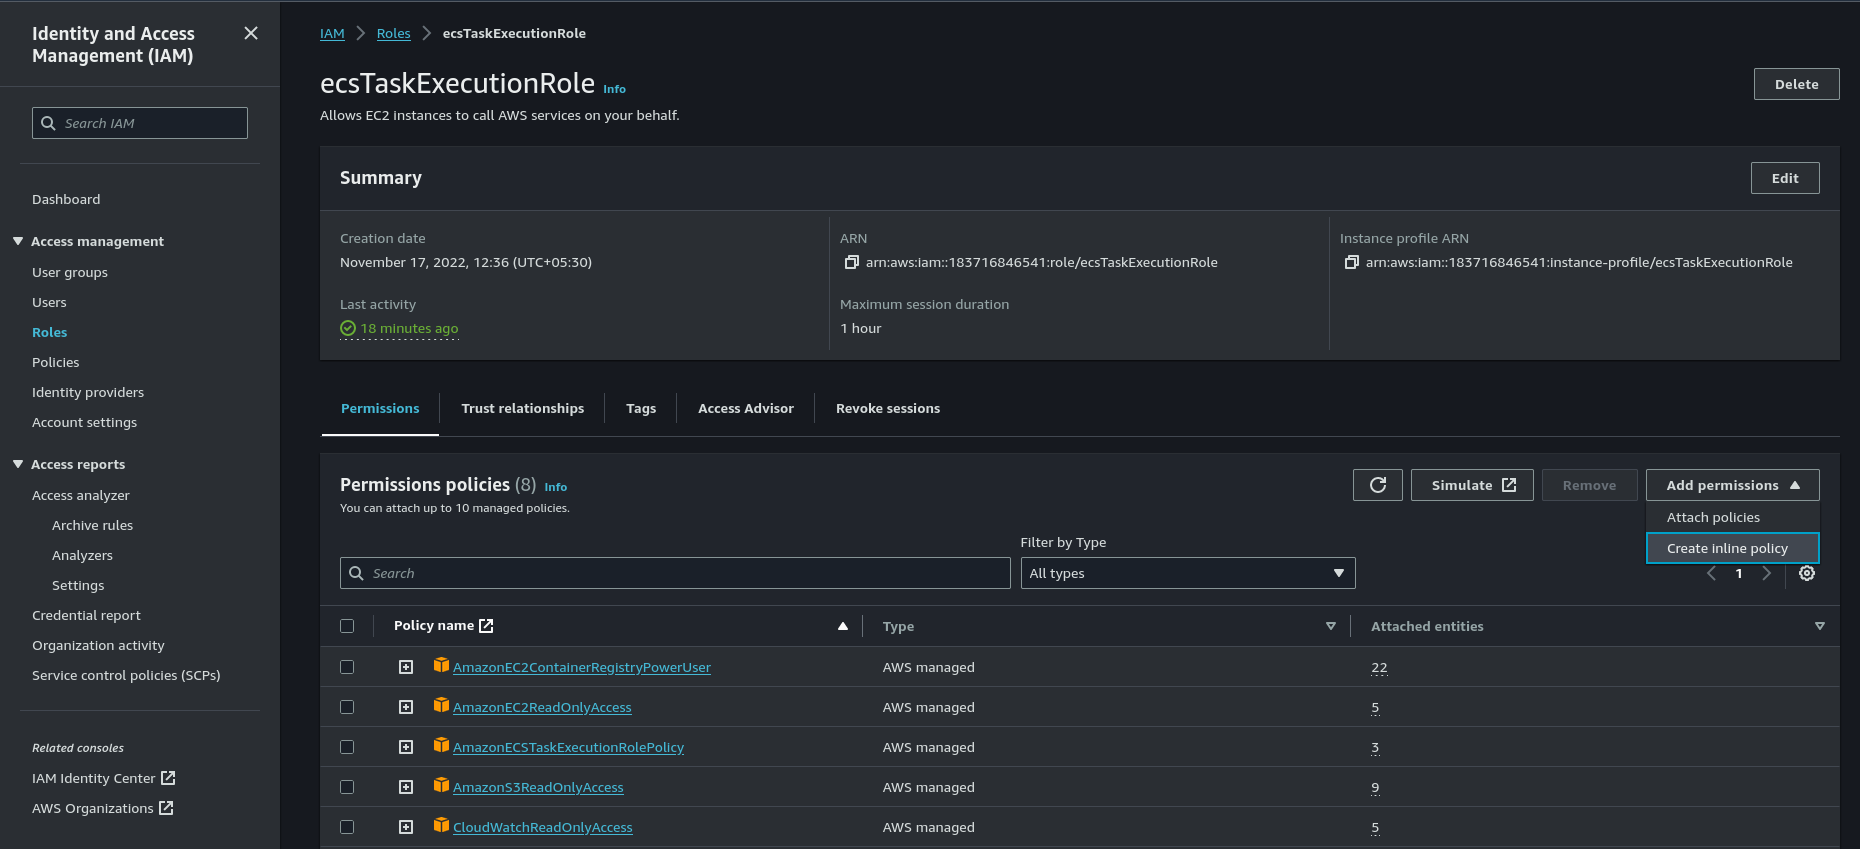 Identity and Access
Management (IAM)
Search IAM
Dashboard
Access management
User groups
Users
Roles
Policies
Identity providers
Account settings
Access reports
Access analyzer
Archive rules
Analyzers
Settings
Credential report
Organization activity
Service control policies (SCPs)
Related consoles
IAM Identity Center
AWS Organizations
IAM > Roles > ecsTaskExecutionRole
ecsTaskExecutionRole Info
Delete
Allows EC2 instances to call AWS services on your behalf.
Summary
Edit
Creation date
November 17, 2022, 12:36 (UTC+05:30)
Last activity
18 minutes ago
ARN
arn:aws:iam::183716846541:role/ecsTaskExecutionRole
Maximum session duration
1 hour
Instance profile ARN
arn:aws:iam::183716846541:instance-profile/ecsTaskExecutionRole
Permissions Trust relationships Tags Access Advisor Revoke sessions
Permissions policies (8) Info
You can attach up to 10 managed policies.
Simulate Remove Add permissions
Attach policies
Create inline policy
Search
Filter by Type
All types
1
Policy name Type Attached entities
AmazonEC2ContainerRegistryPowerUser AWS managed 22
AmazonEC2ReadOnlyAccess AWS managed 5
AmazonECSTaskExecutionRolePolicy AWS managed 3
AmazonS3ReadOnlyAccess AWS managed 9
CloudWatchReadOnlyAccess AWS managed 5